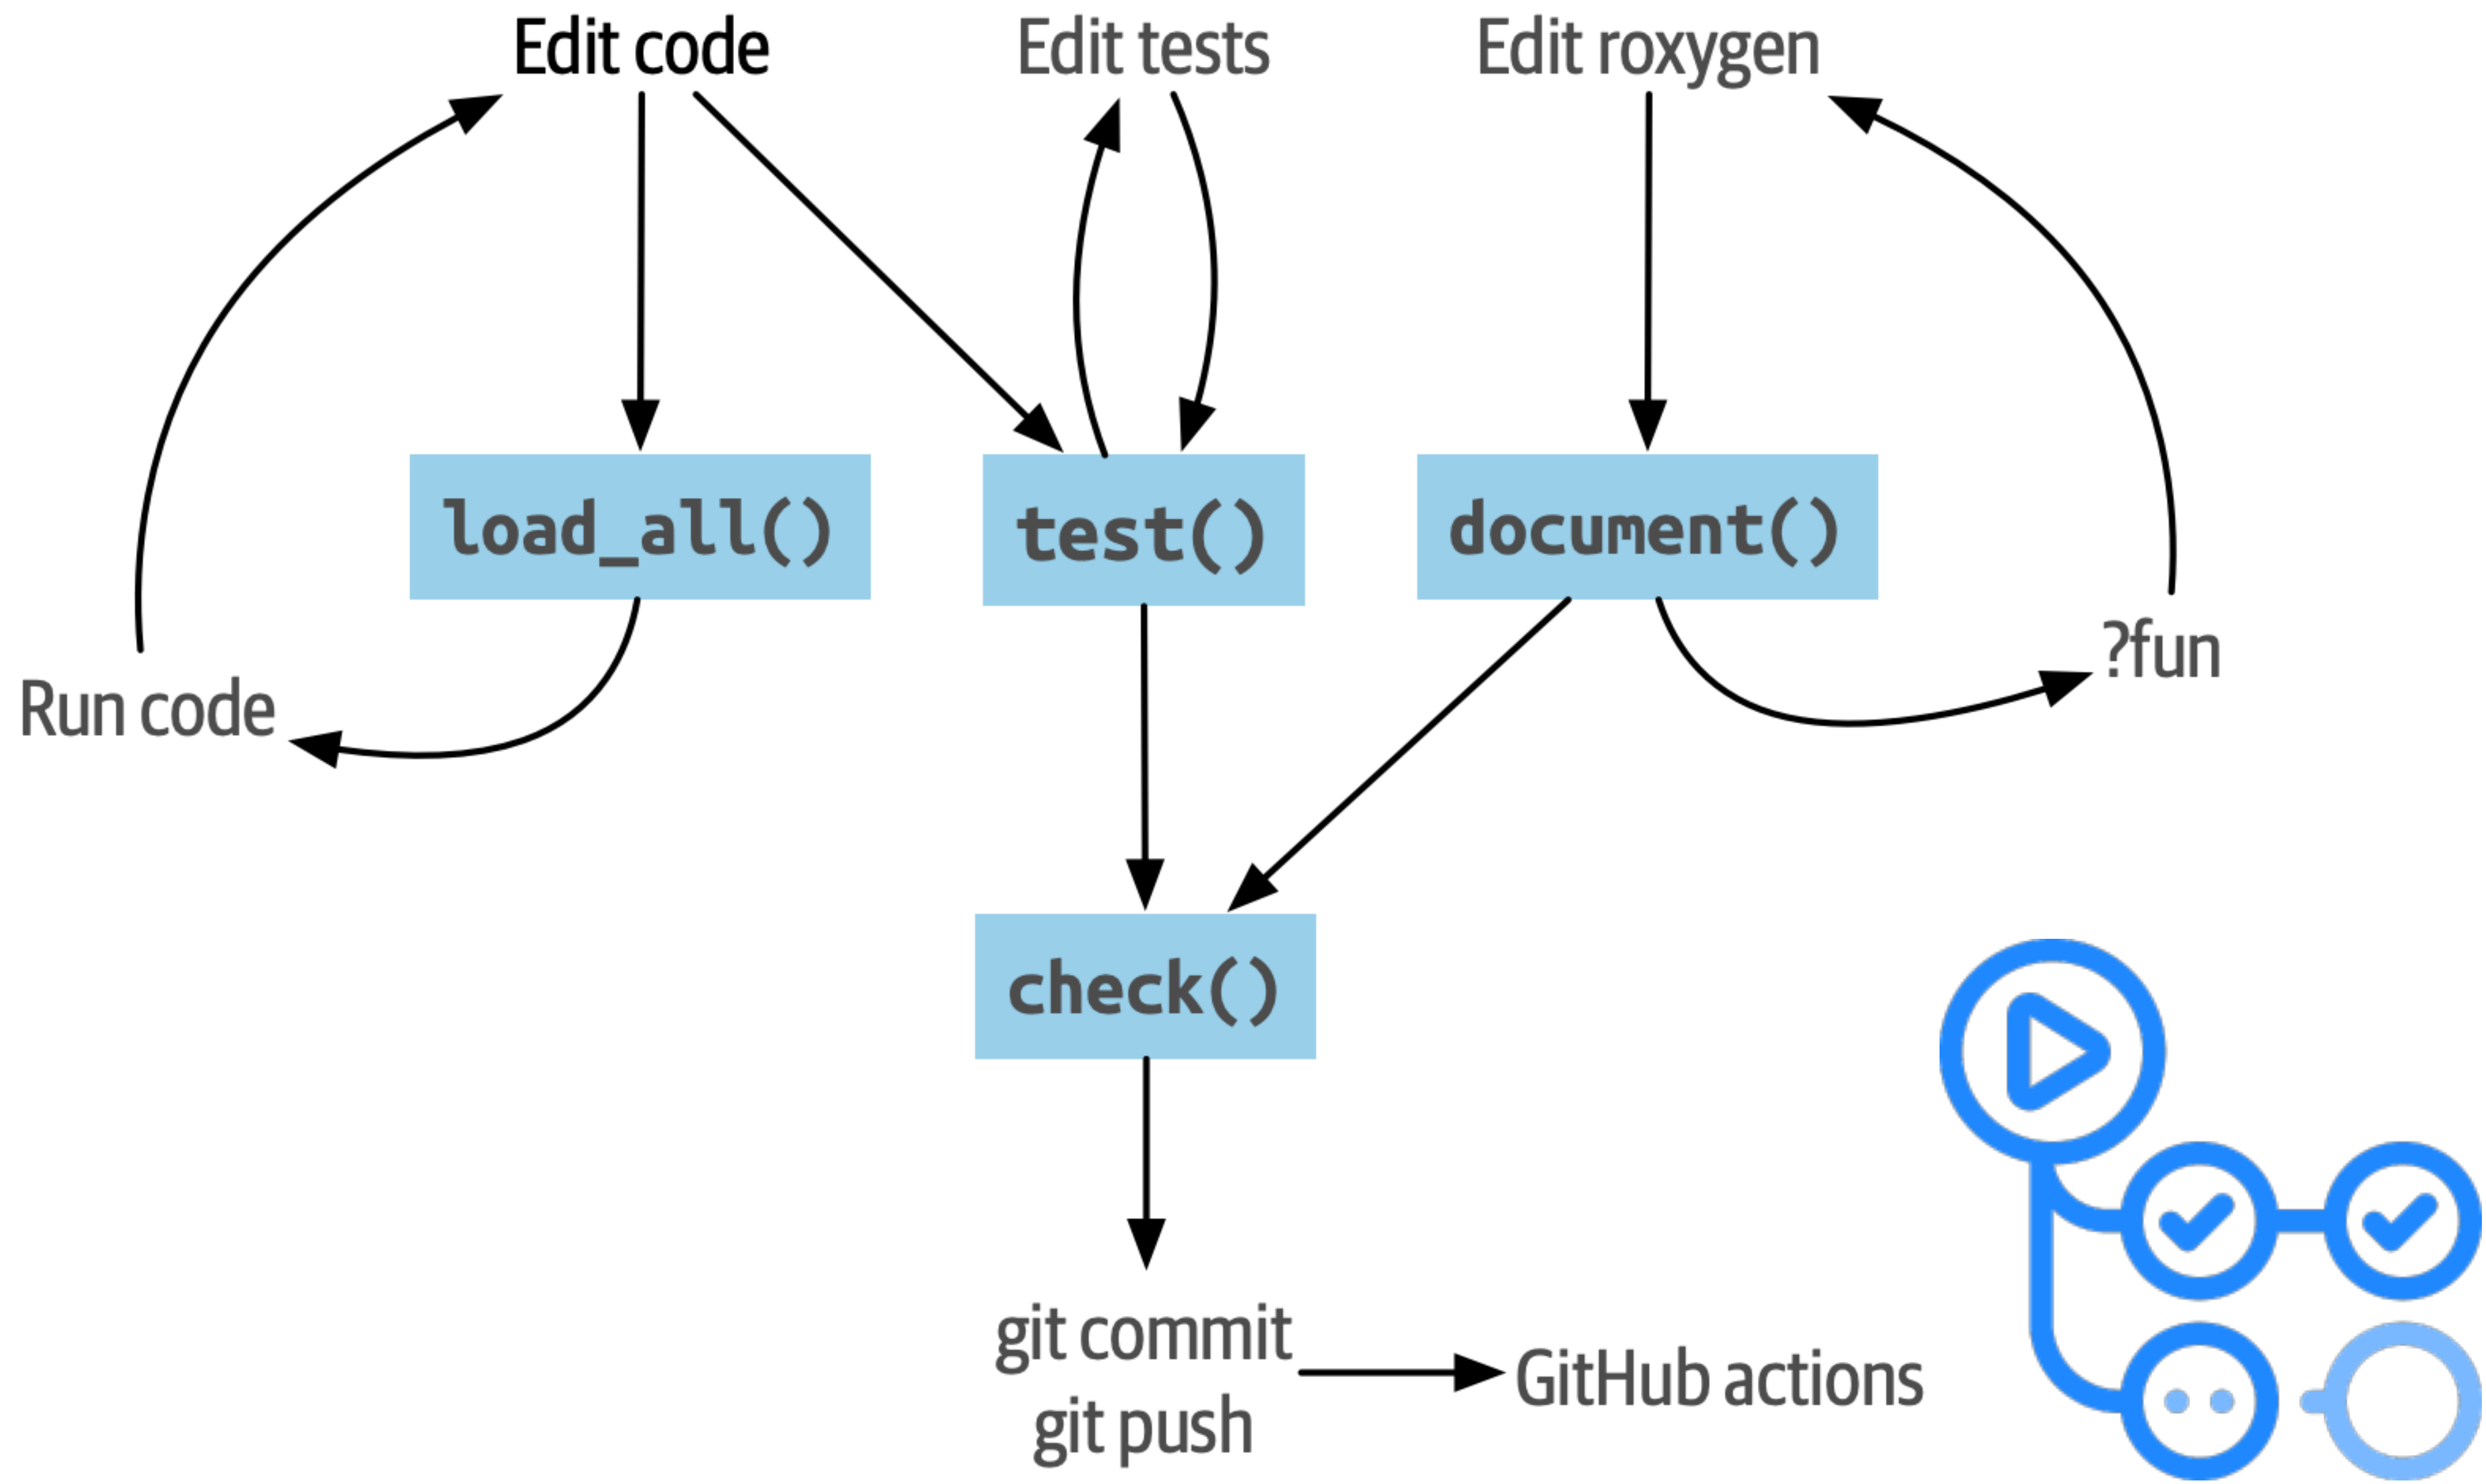 Edit code
Edit tests
Edit roxygen
load_all()
test()
document()
Run code
?fun
check()
git commit
git push
GitHub actions